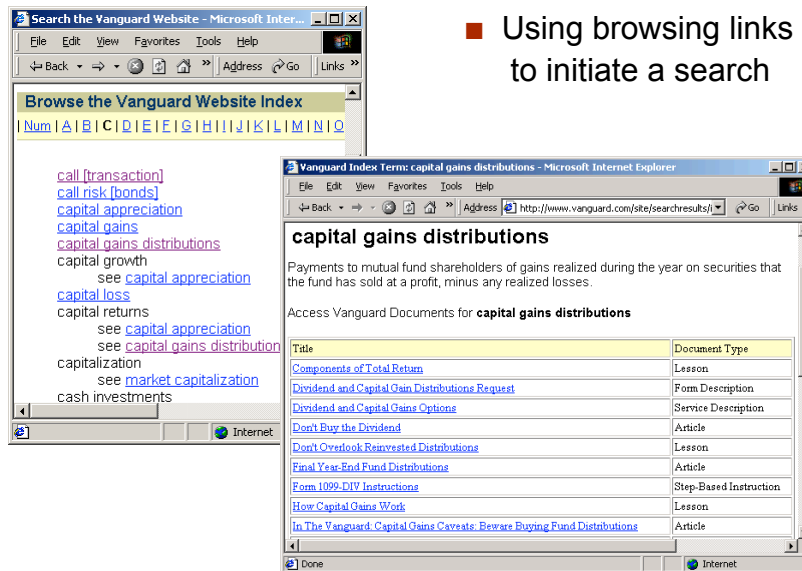 Search the Vanguard Website - Microsoft Inter...
File Edit View Favorites Tools Help
Back Address Go Links
Browse the Vanguard Website Index
| Num | A | B | C | D | E | F | G | H | I | J | K | L | M | N | O
call [transaction]
call risk [bonds]
capital appreciation
capital gains
capital gains distributions
capital growth
see capital appreciation
capital loss
capital returns
see capital appreciation
see capital gains distribution
capitalization
see market capitalization
cash investments
Internet
■ Using browsing links
to initiate a search
Vanguard Index Term: capital gains distributions - Microsoft Internet Explorer
File Edit View Favorites Tools Help
Back Address http://www.vanguard.com/site/searchresults/i Go Links
capital gains distributions
Payments to mutual fund shareholders of gains realized during the year on securities that
the fund has sold at a profit, minus any realized losses.
Access Vanguard Documents for capital gains distributions
Title Document Type
Components of Total Return Lesson
Dividend and Capital Gain Distributions Request Form Description
Dividend and Capital Gains Options Service Description
Don't Buy the Dividend Article
Don't Overlook Reinvested Distributions Lesson
Final Year-End Fund Distributions Article
Form 1099-DIV Instructions Step-Based Instruction
How Capital Gains Work Lesson
In The Vanguard: Capital Gains Caveats: Beware Buying Fund Distributions Article
Done Internet